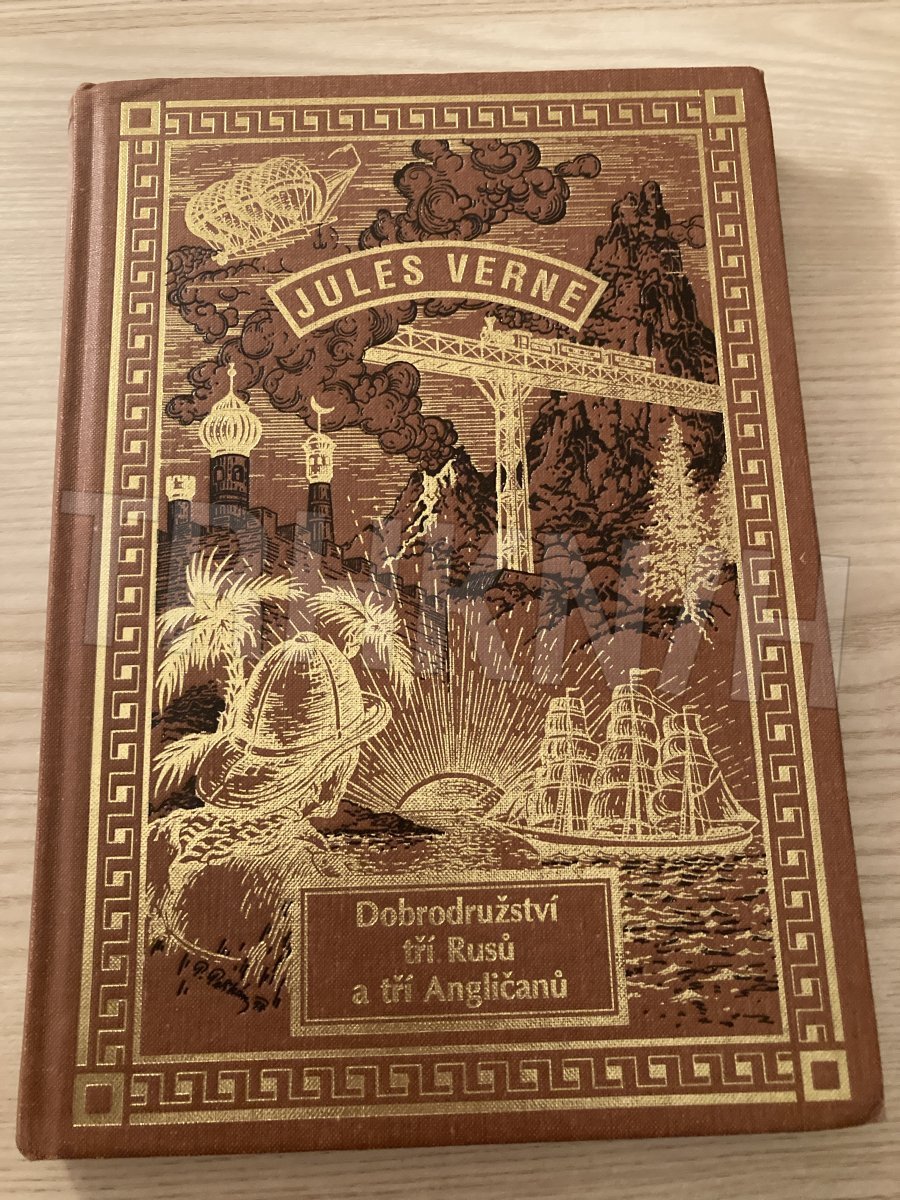 JULES VERNE
Dobrodružství
tří Rusů
a tří Angličanů